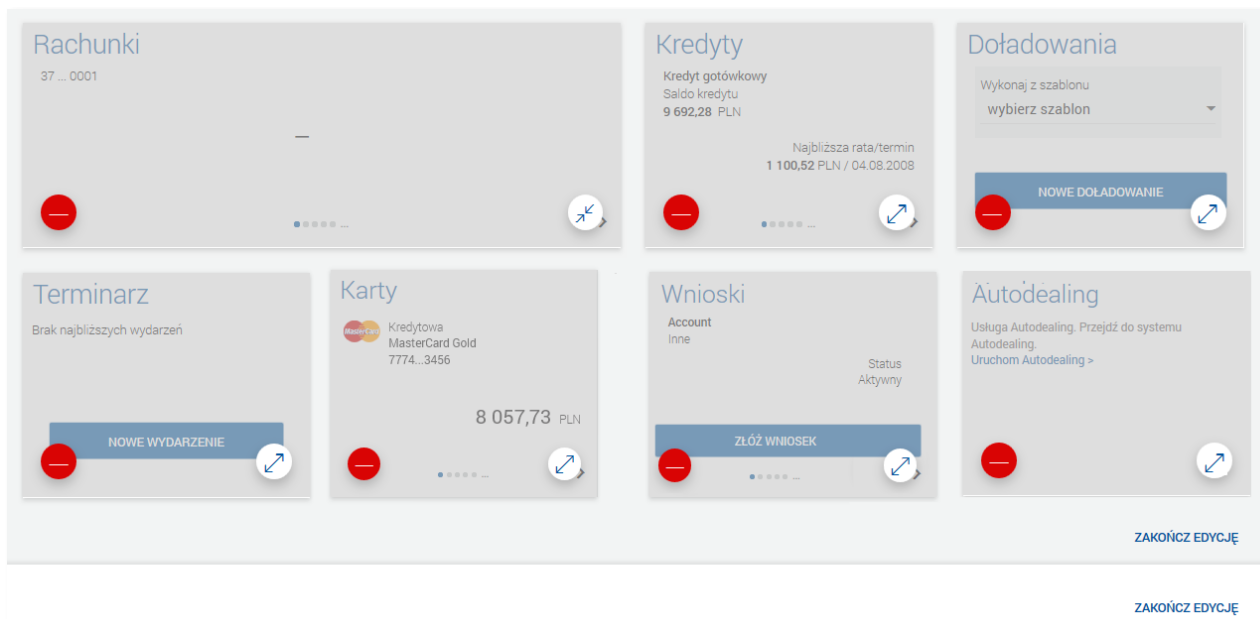 Rachunki
37 ... 0001
Kredyty
Kredyt gotówkowy
Saldo kredytu
9 692,28 PLN
Najbliższa rata/termin
1 100,52 PLN / 04.08.2008
Doładowania
Wykonaj z szablonu
wybierz szablon
NOWE DOŁADOWANIE
Terminarz
Brak najbliższych wydarzeń
NOWE WYDARZENIE
Karty
MasterCard
Kredytowa
MasterCard Gold
7774...3456
8 057,73 PLN
Wnioski
Account
Inne
Status
Aktywny
ZŁÓŻ WNIOSEK
Autodealing
Usługa Autodealing. Przejdź do systemu
Autodealing.
Uruchom Autodealing >
ZAKOŃCZ EDYCJĘ
ZAKOŃCZ EDYCJĘ